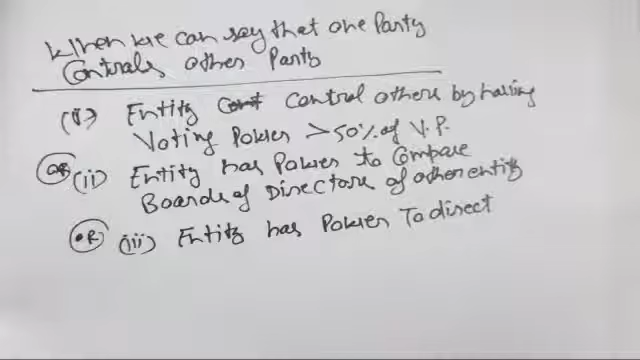 When we can say that one Party
Controls other Party
(i) Entity Cont control others by having
Voting Power >50% of V.P.
OR (ii) Entity has Power to Compose
Boards of Directors of other entity
OR (iii) Entity has Power To direct